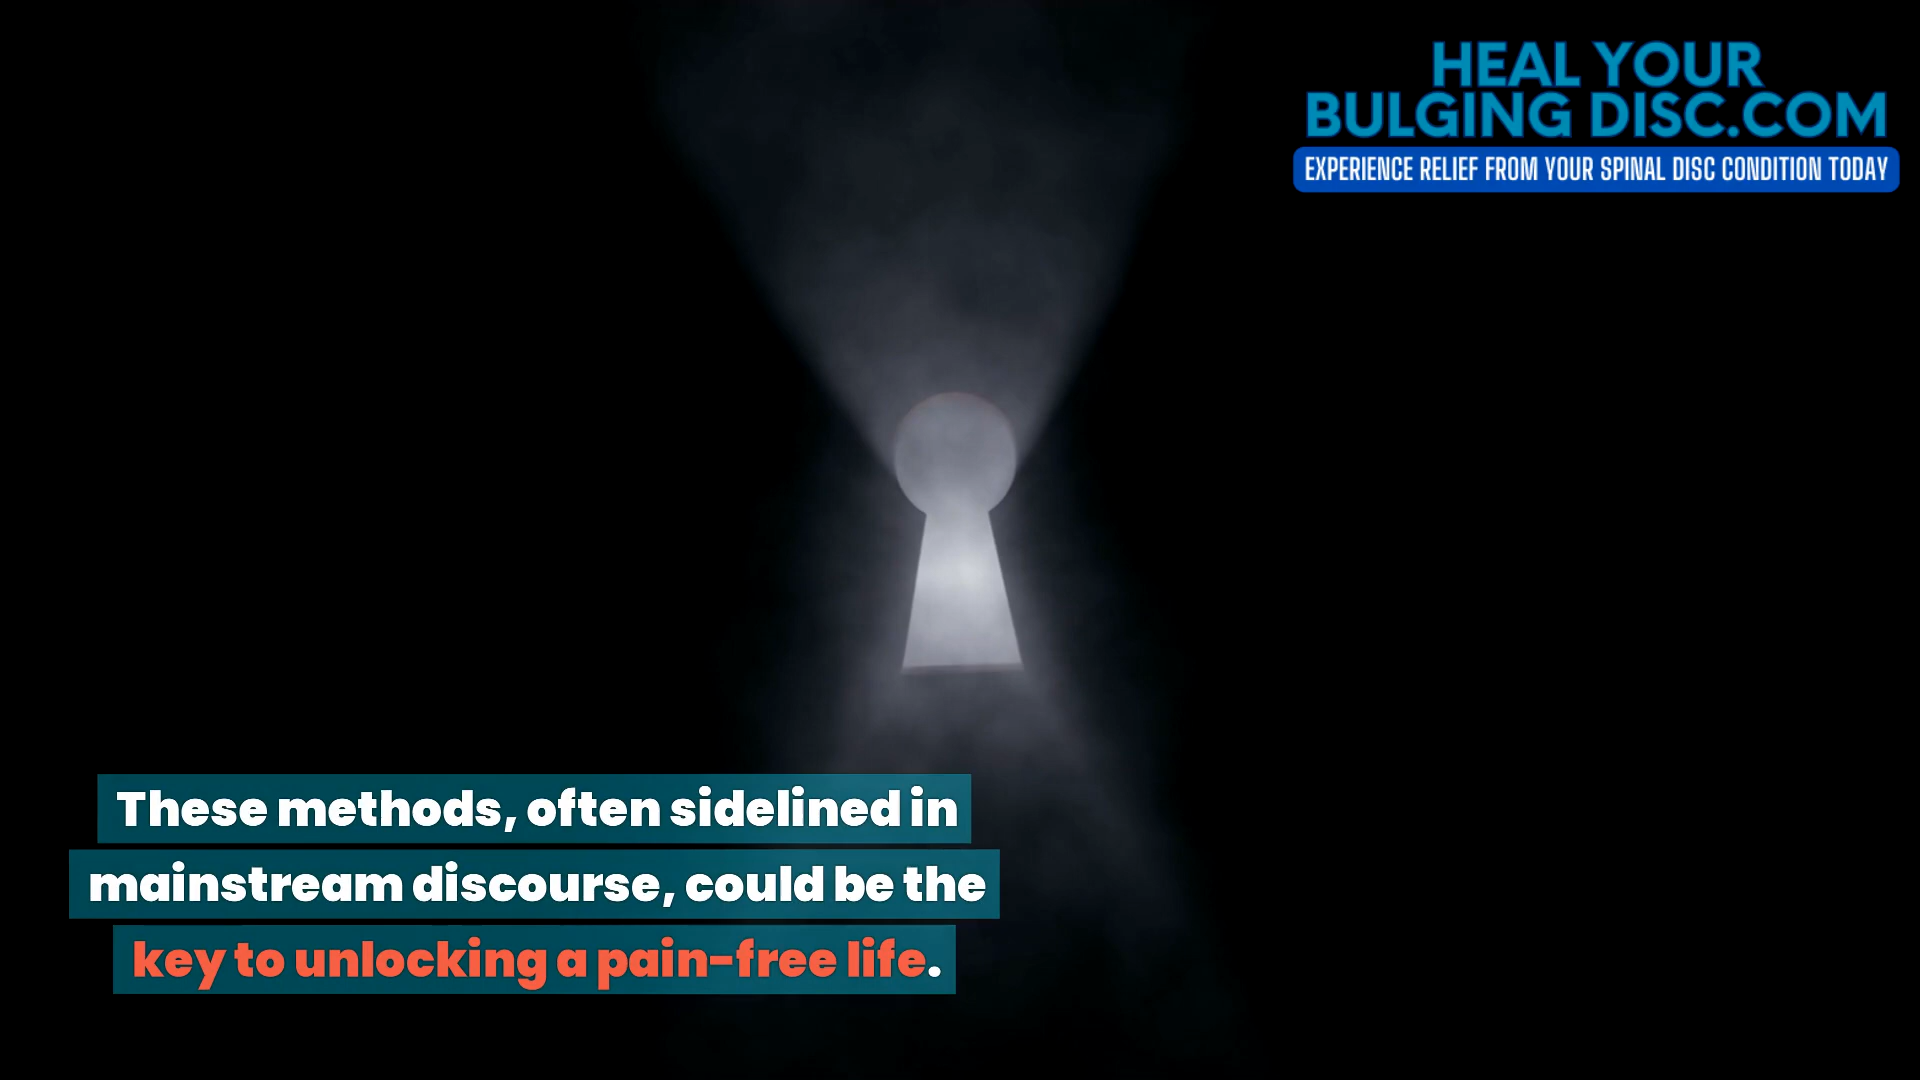 HEAL YOUR
BULGING DISC.COM
EXPERIENCE RELIEF FROM YOUR SPINAL DISC CONDITION TODAY
These methods, often sidelined in
mainstream discourse, could be the
key to unlocking a pain-free life.